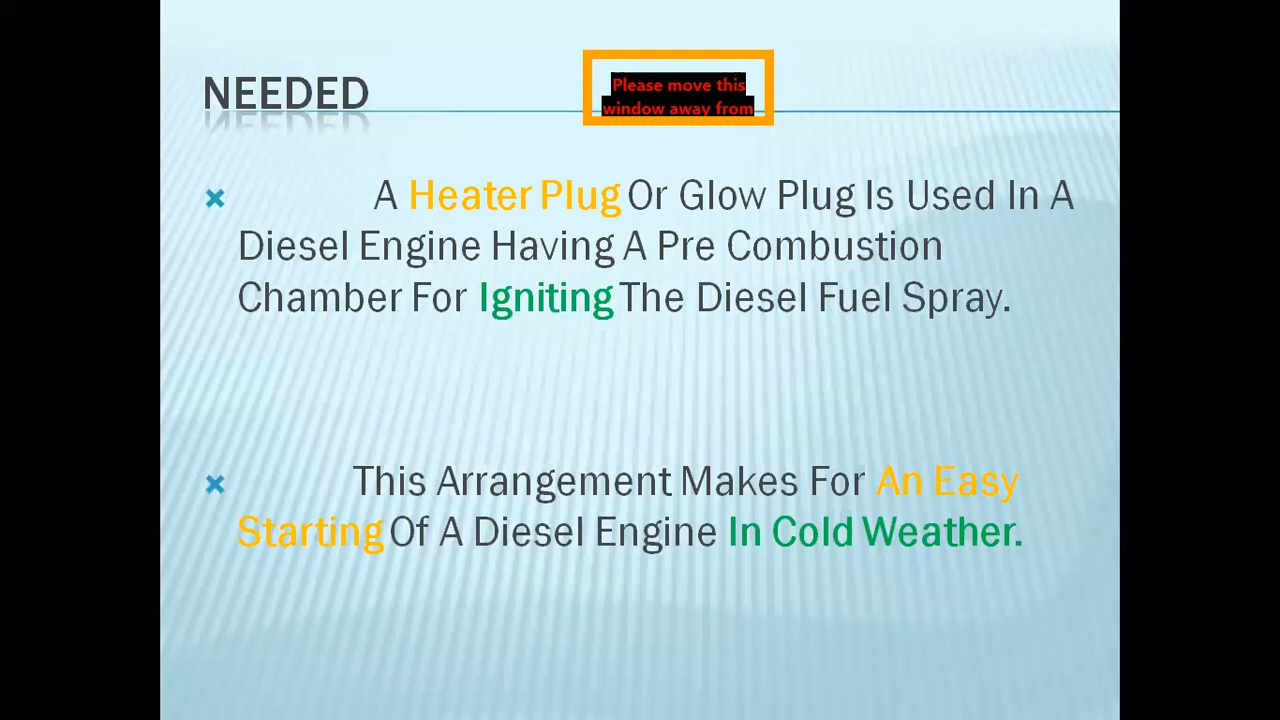 NEEDED
Please move this
window away from
A Heater Plug Or Glow Plug Is Used In A
Diesel Engine Having A Pre Combustion
Chamber For Igniting The Diesel Fuel Spray.
This Arrangement Makes For An Easy
Starting Of A Diesel Engine In Cold Weather.